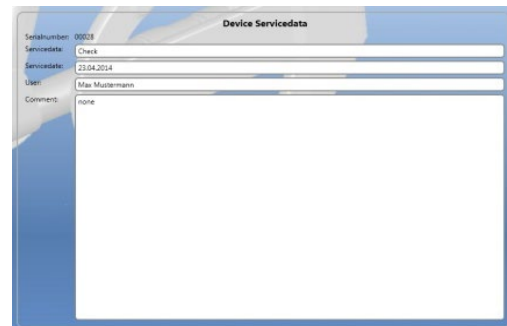 Device Servicedata
Serialnumber: 00028
Servicedata: Check
Servicedate: 23.04.2014
User: Max Mustermann
Comment: none